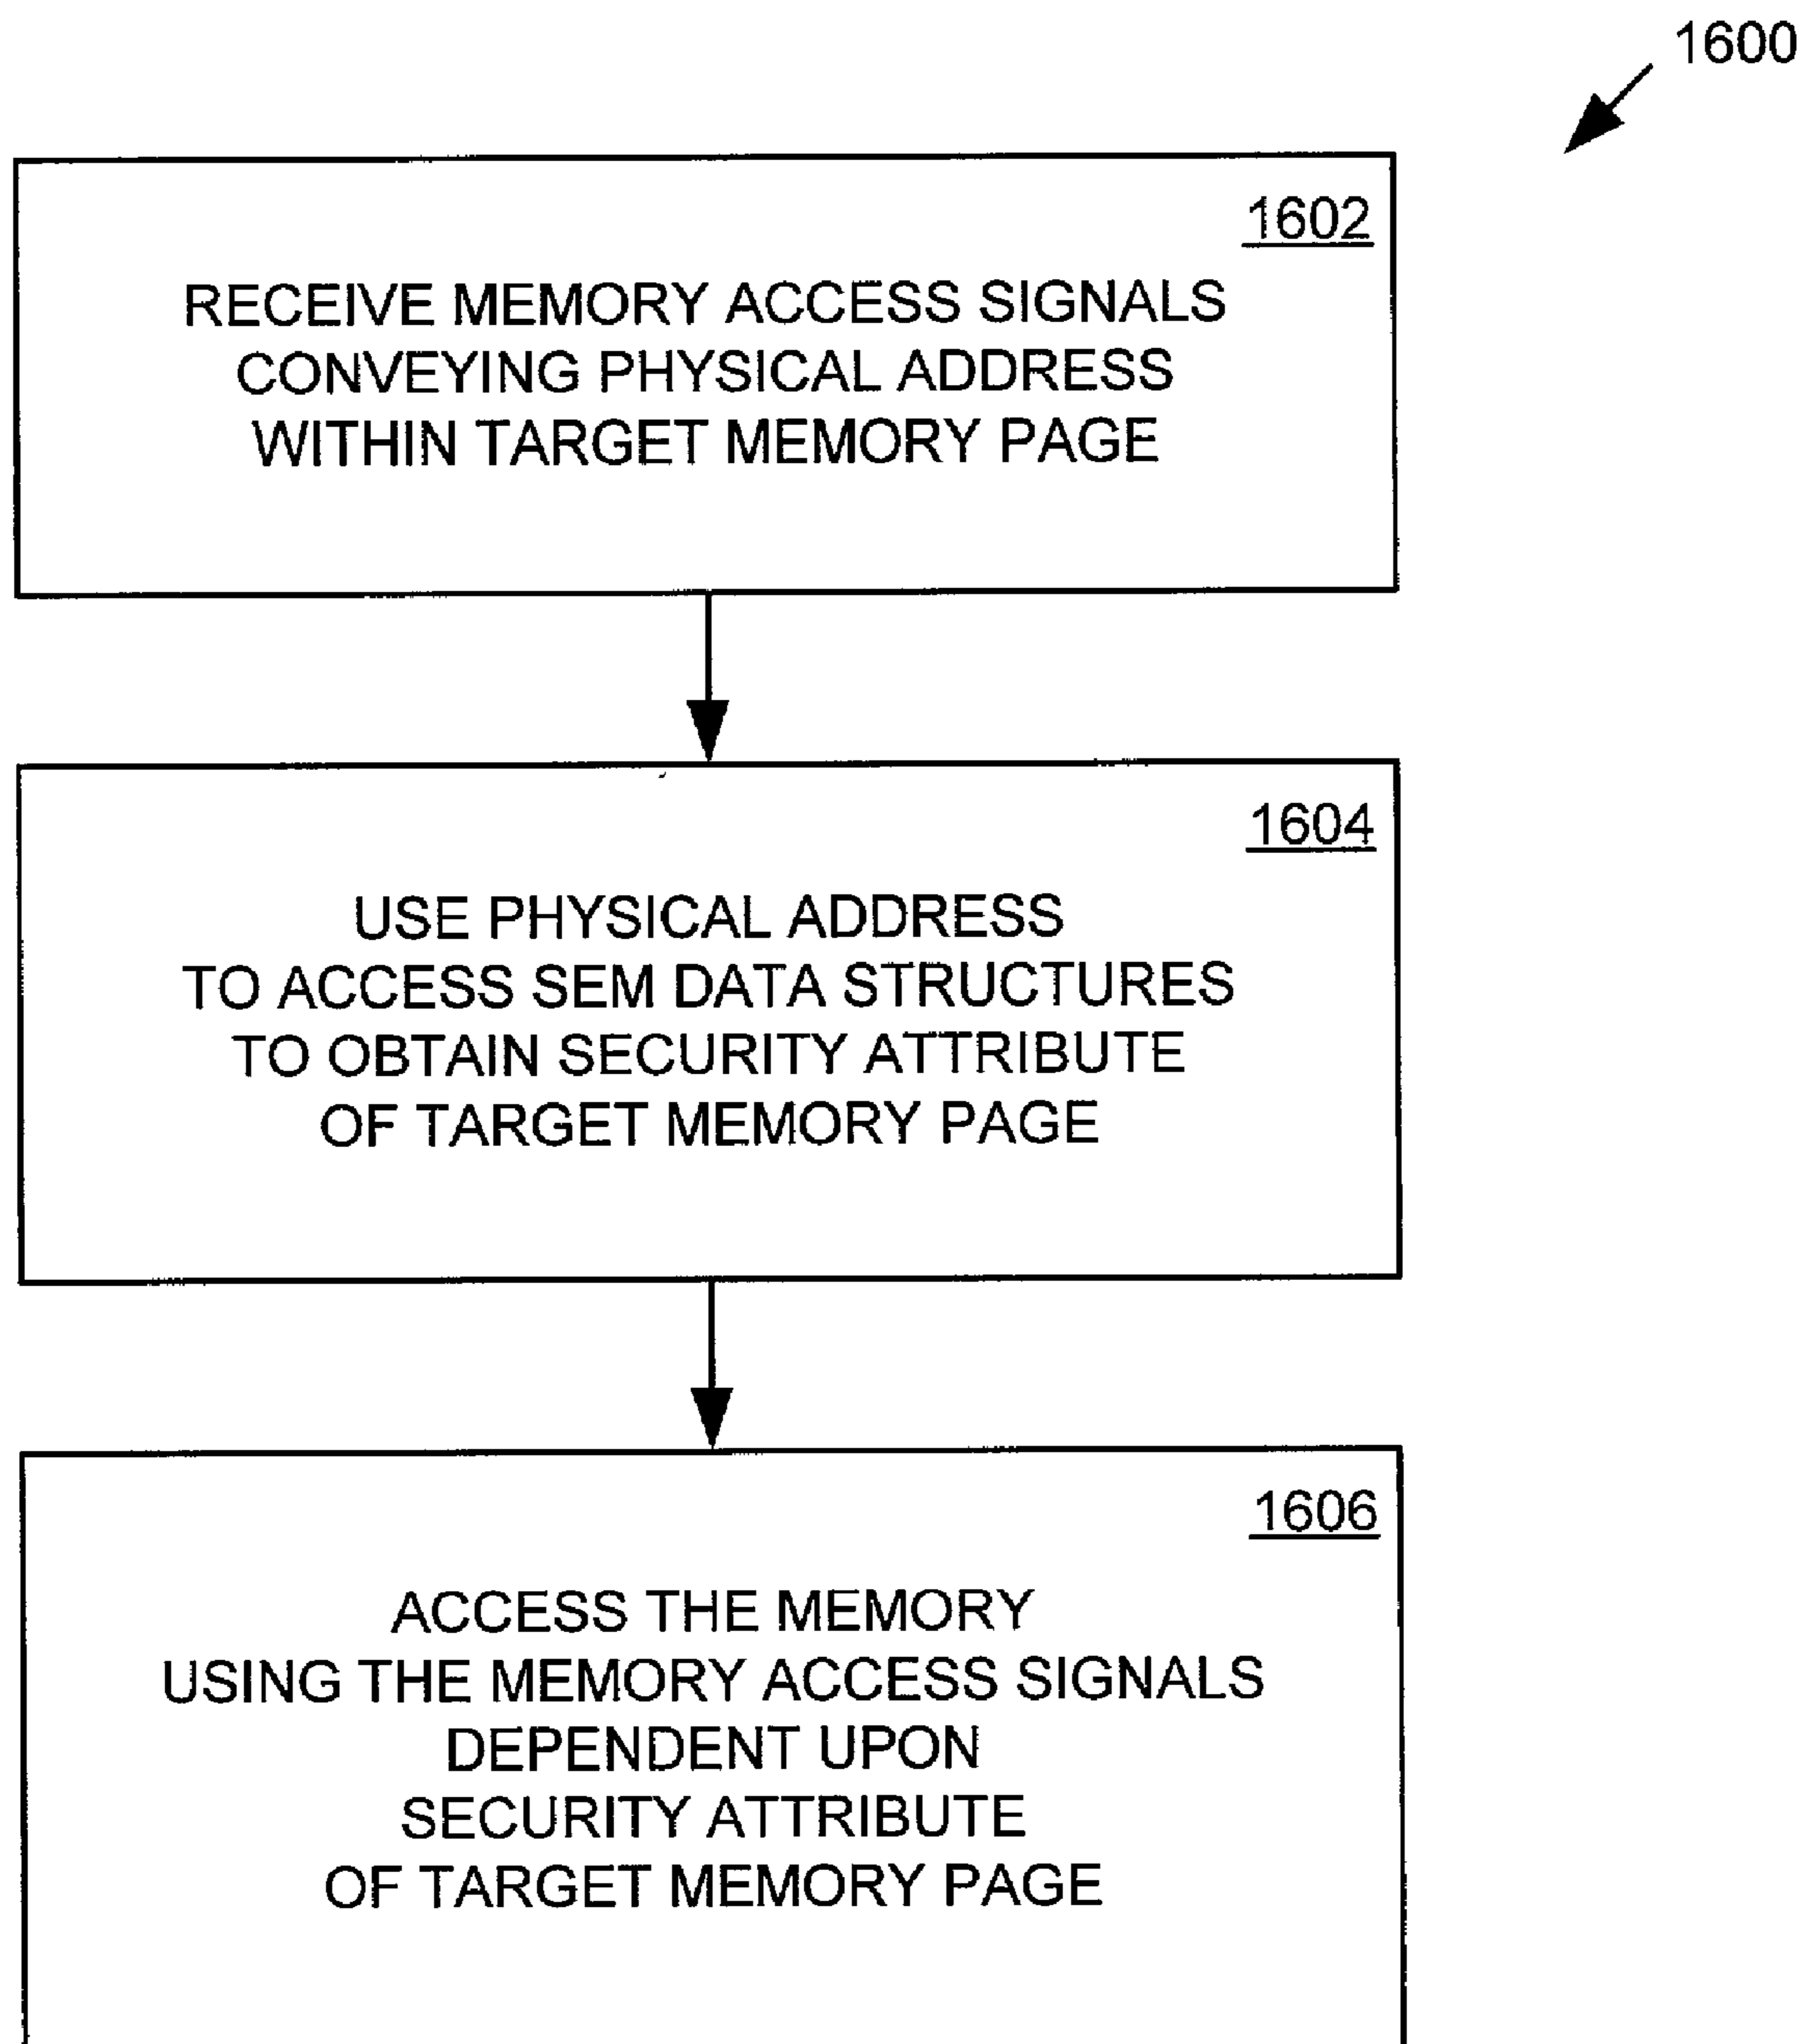 1600
1602
RECEIVE MEMORY ACCESS SIGNALS
CONVEYING PHYSICAL ADDRESS
WITHIN TARGET MEMORY PAGE
1604
USE PHYSICAL ADDRESS
TO ACCESS SEM DATA STRUCTURES
TO OBTAIN SECURITY ATTRIBUTE
OF TARGET MEMORY PAGE
1606
ACCESS THE MEMORY
USING THE MEMORY ACCESS SIGNALS
DEPENDENT UPON
SECURITY ATTRIBUTE
OF TARGET MEMORY PAGE